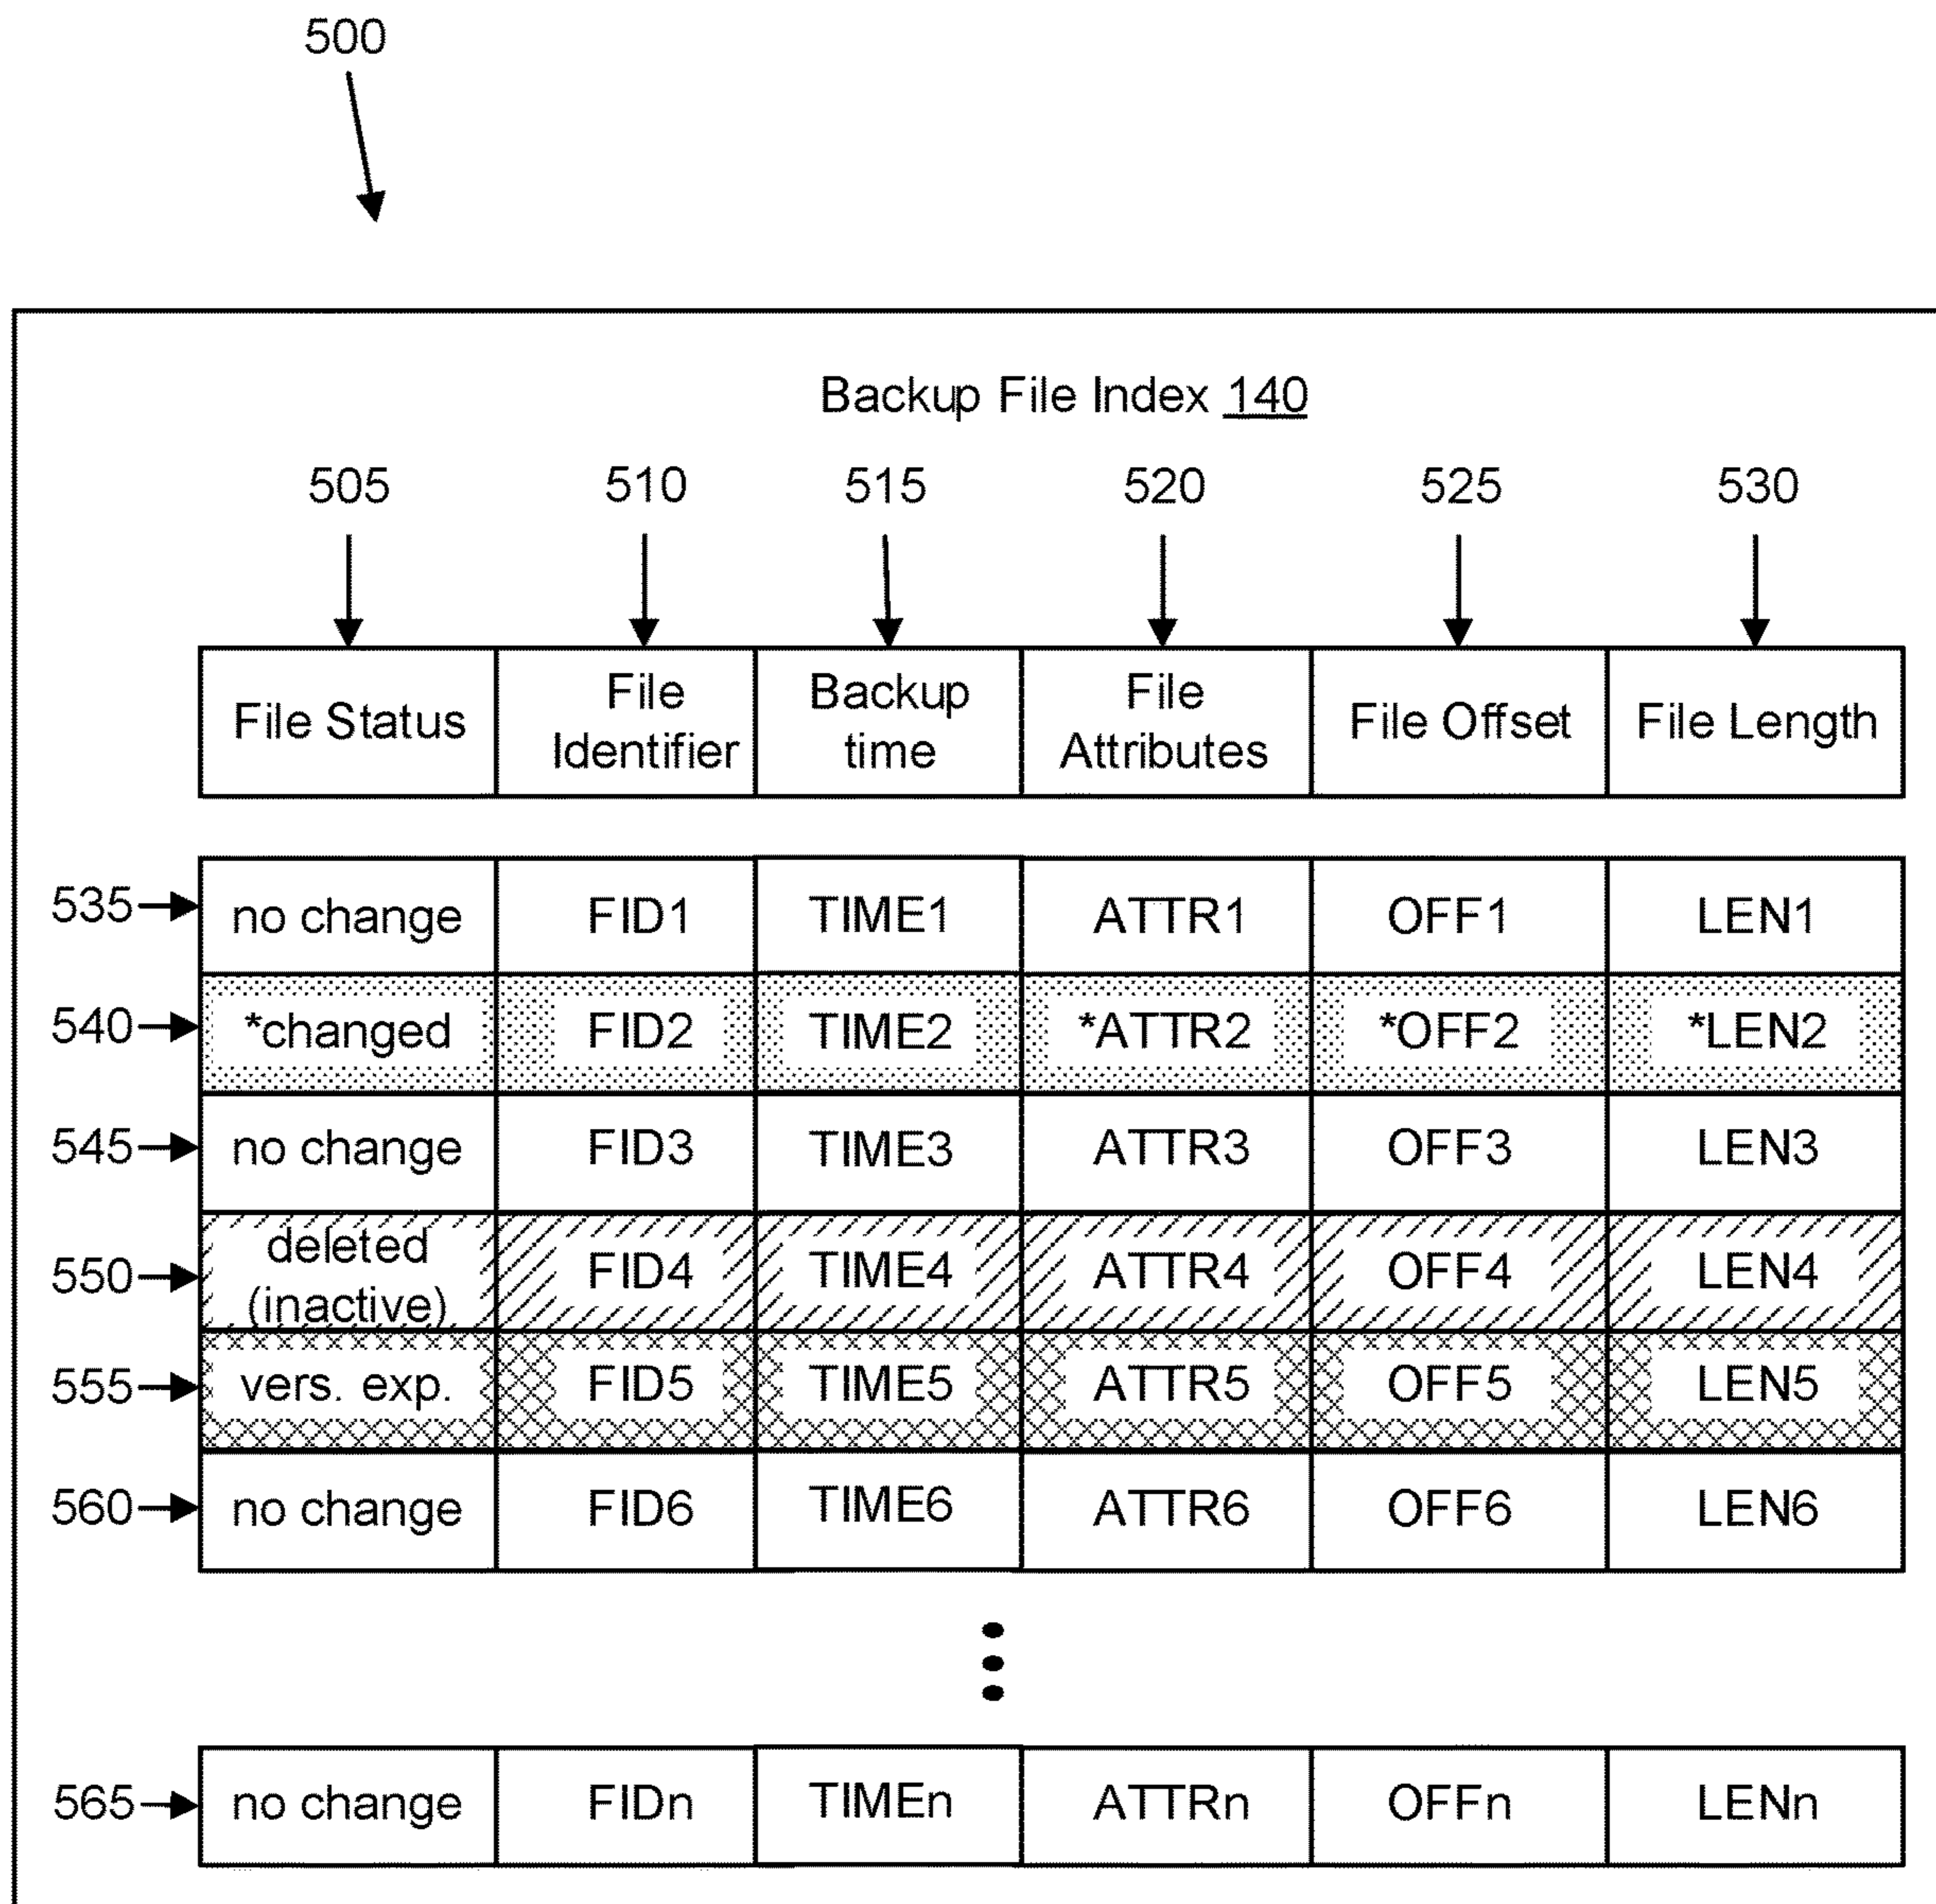 500
Backup File Index 140
505 510 515 520 525 530
File Status File Identifier Backup time File Attributes File Offset File Length
535 no change FID1 TIME1 ATTR1 OFF1 LEN1
540 *changed FID2 TIME2 *ATTR2 *OFF2 *LEN2
545 no change FID3 TIME3 ATTR3 OFF3 LEN3
550 deleted (inactive) FID4 TIME4 ATTR4 OFF4 LEN4
555 vers. exp. FID5 TIME5 ATTR5 OFF5 LEN5
560 no change FID6 TIME6 ATTR6 OFF6 LEN6
565 no change FIDn TIMEn ATTRn OFFn LENn